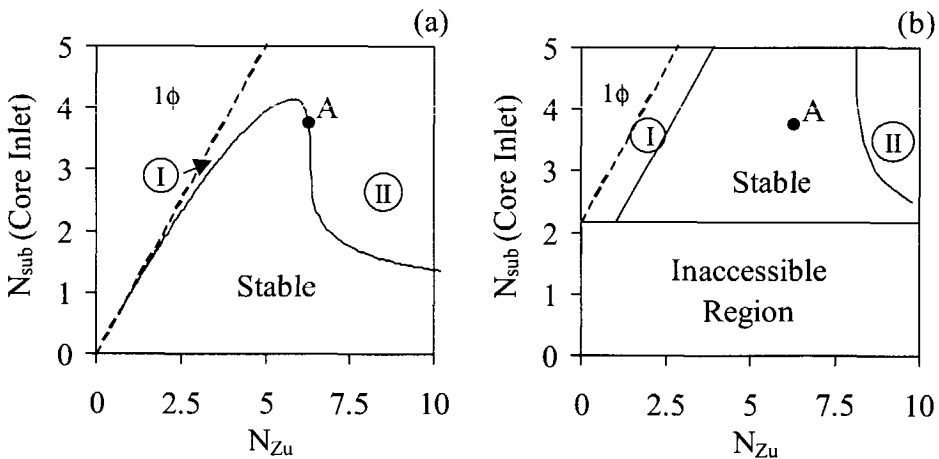 (a)
5
4
3
2
1
0
N_sub (Core Inlet)
1ϕ
A
I
II
Stable
0
2.5
5
7.5
10
N_Zu
(b)
5
4
3
2
1
0
N_sub (Core Inlet)
1ϕ
A
I
II
Stable
Inaccessible
Region
0
2.5
5
7.5
10
N_Zu